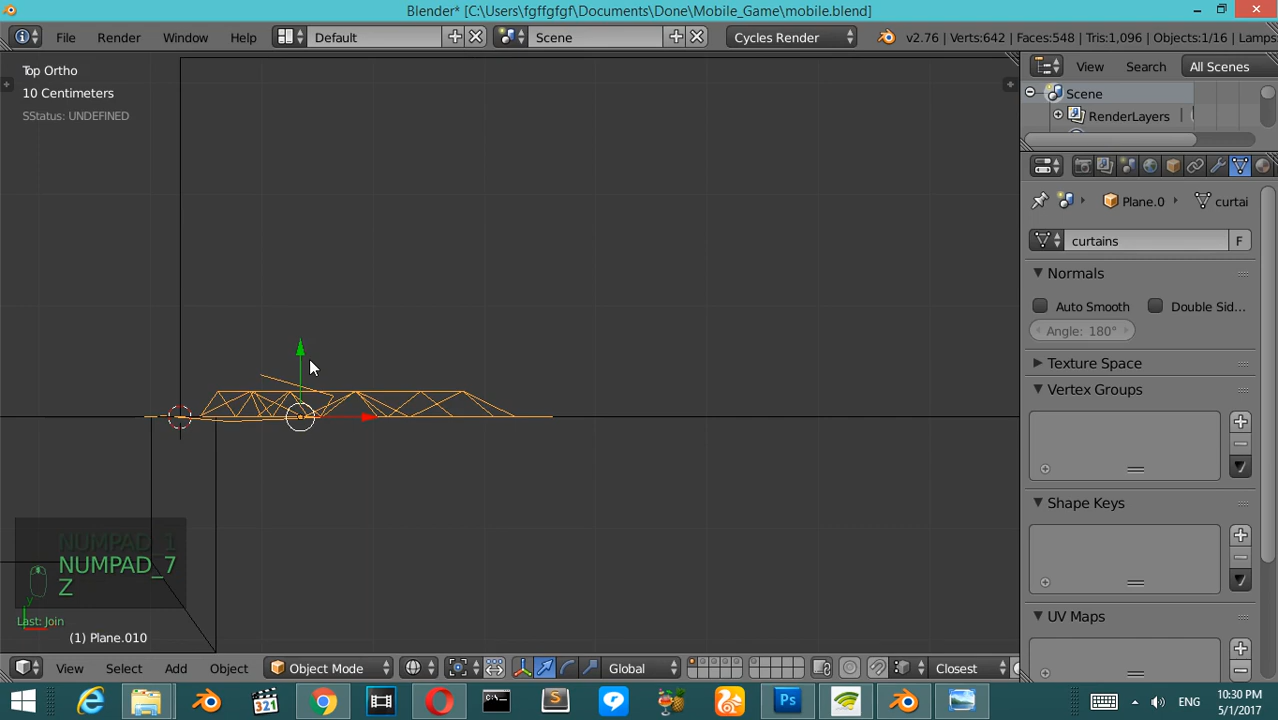 Blender* [C:\Users\fgffgfgf\Documents\Done\Mobile_Game\mobile.blend]
File Render Window Help Default Scene Cycles Render v2.76 | Verts:642 | Faces:548 | Tris:1,096 | Objects:1/16 | Lamps
Top Ortho
10 Centimeters
SStatus: UNDEFINED
View Search All Scenes
Scene
RenderLayers
Plane.0 curtai
curtains F
Normals
Auto Smooth Double Sid...
Angle: 180°
Texture Space
Vertex Groups
Shape Keys
UV Maps
NUMPAD_1
NUMPAD_7
Z
y
Last: Join
(1) Plane.010
View Select Add Object Object Mode Global Closest
321
Ps
ENG
10:30 PM
5/1/2017